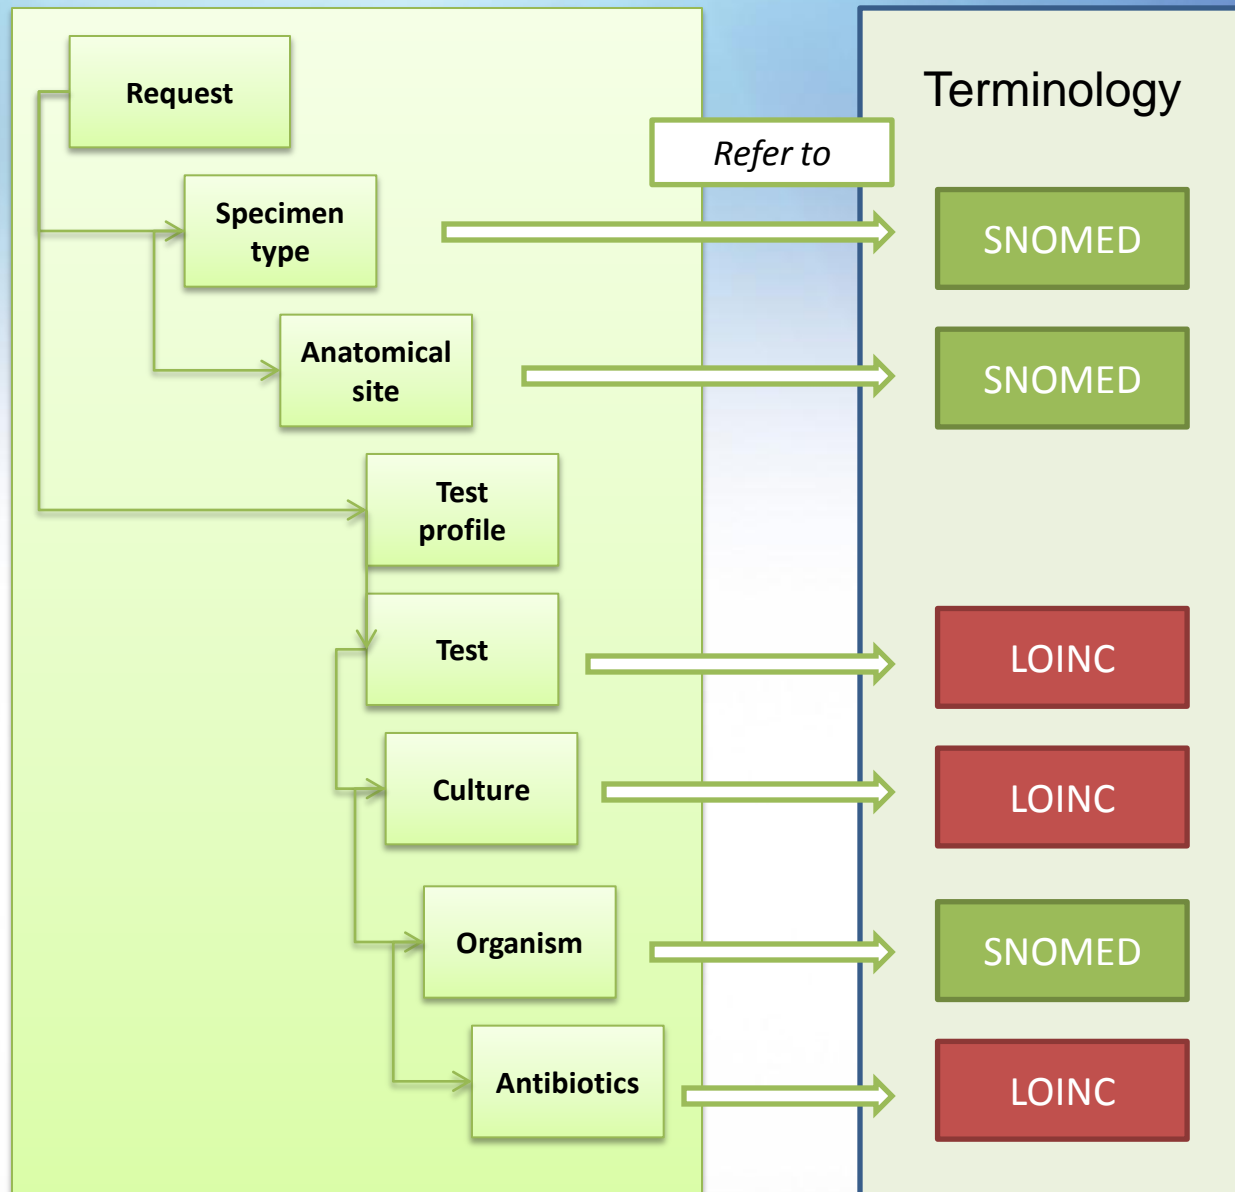 Request
Terminology
Refer to
Specimen
type
SNOMED
Anatomical
site
SNOMED
Test
profile
Test
LOINC
Culture
LOINC
Organism
SNOMED
Antibiotics
LOINC